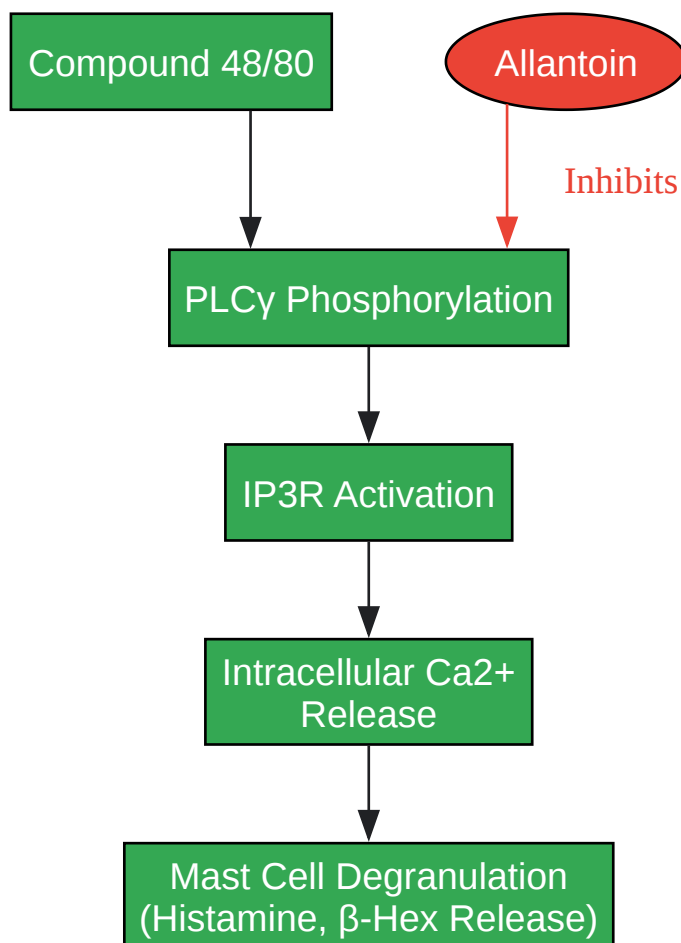 Compound 48/80
Allantoin
Inhibits
PLCγ Phosphorylation
IP3R Activation
Intracellular Ca2+
Release
Mast Cell Degranulation
(Histamine, β-Hex Release)